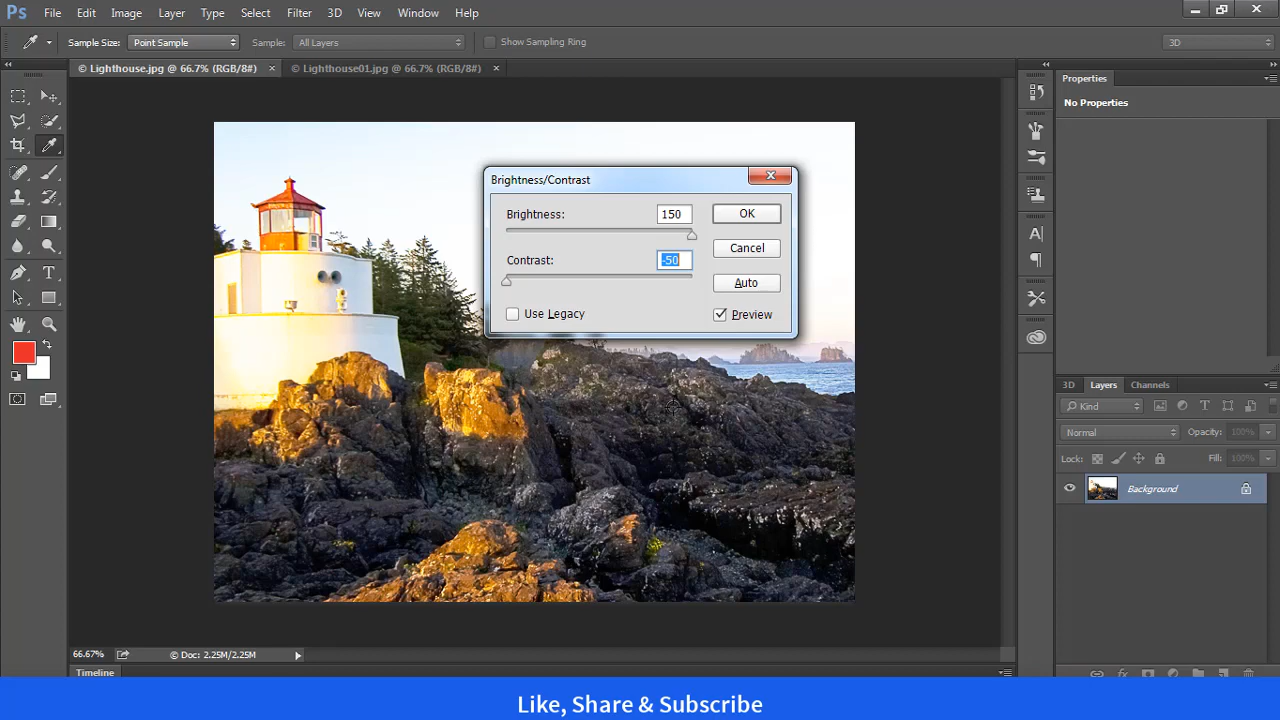 Ps File Edit Image Layer Type Select Filter 3D View Window Help
Sample Size: Point Sample Sample: All Layers Show Sampling Ring 3D
© Lighthouse.jpg @ 66.7% (RGB/8#) × © Lighthouse01.jpg @ 66.7% (RGB/8#) ×
Properties
No Properties
Brightness/Contrast
Brightness: 150 OK
Contrast: -50 Cancel
Auto
Use Legacy Preview
3D Layers Channels
Kind
Normal Opacity: 100%
Lock: Fill: 100%
Background
66.67% © Doc: 2.25M/2.25M
Timeline
Like, Share & Subscribe